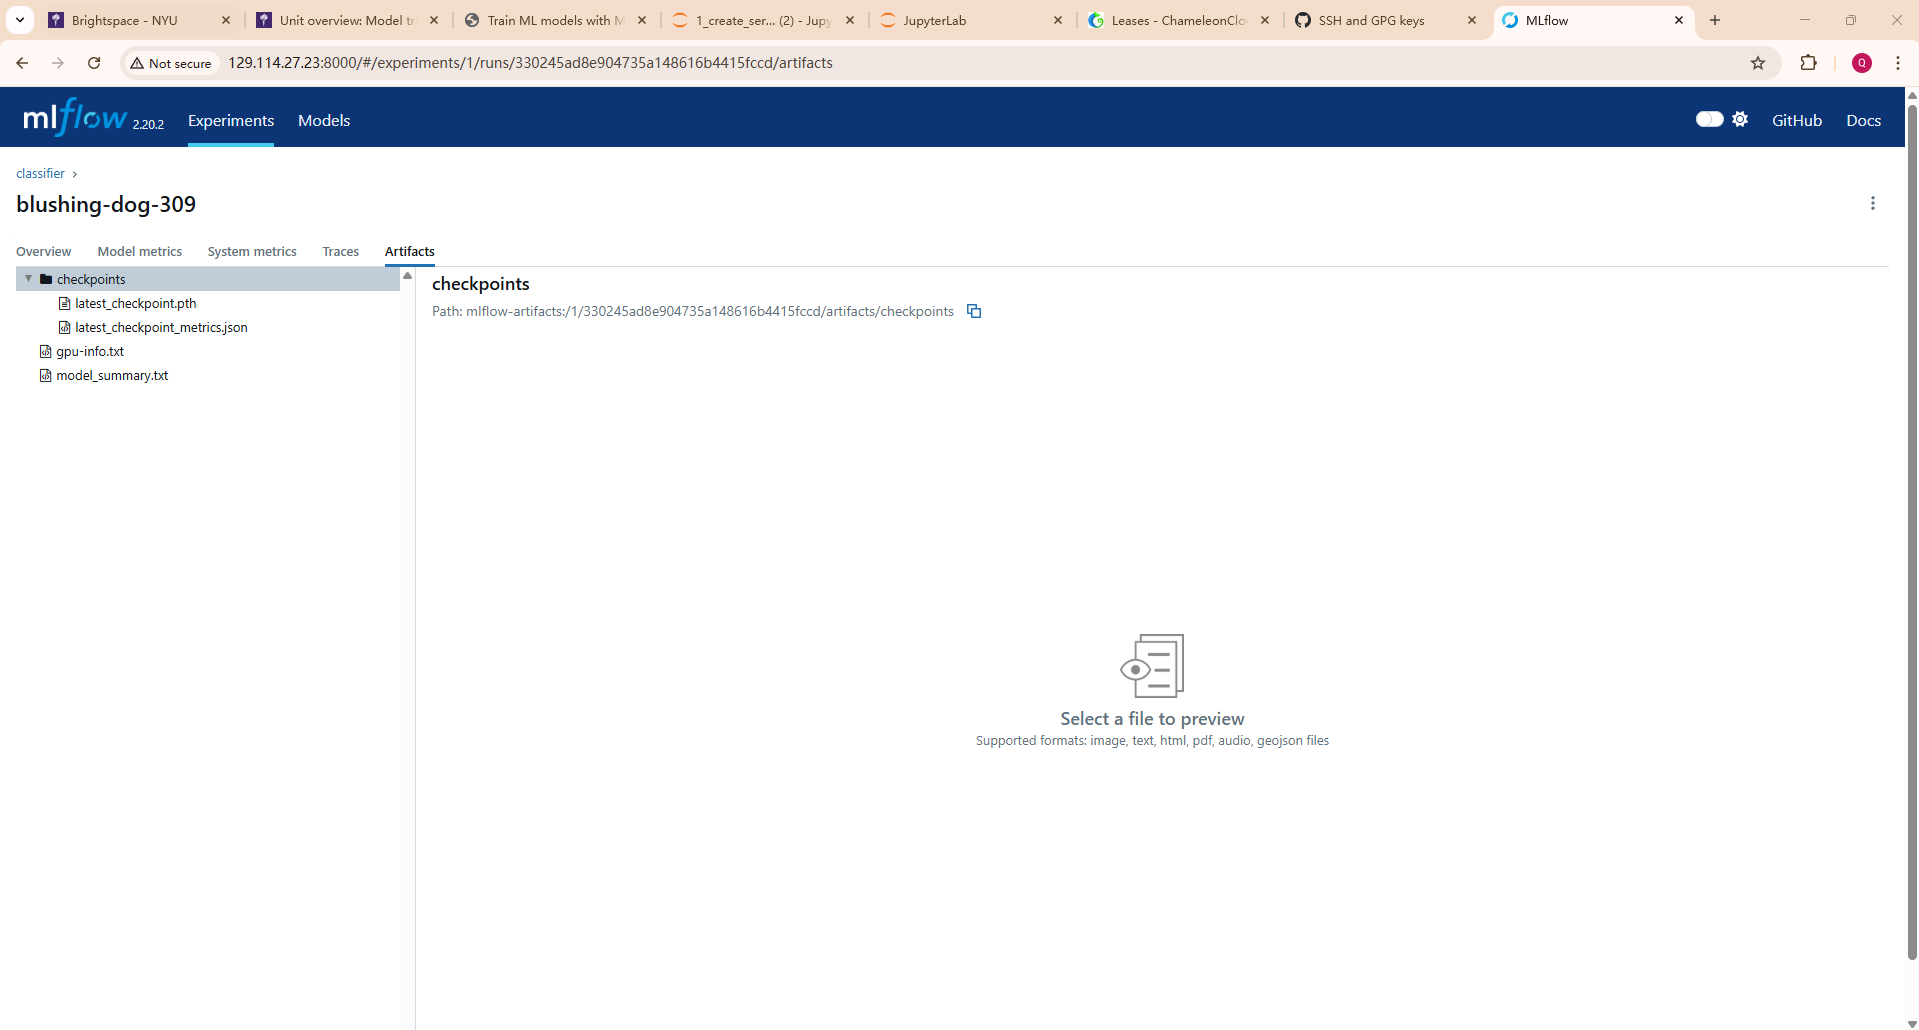 Brightspace - NYU
Unit overview: Model tr
Train ML models with M
1_create_ser... (2) - Jupy
JupyterLab
Leases - ChameleonClo
SSH and GPG keys
MLflow
Not secure
129.114.27.23:8000/#/experiments/1/runs/330245ad8e904735a148616b4415fccd/artifacts
Q
mlflow 2.20.2
Experiments
Models
GitHub
Docs
classifier
blushing-dog-309
Overview
Model metrics
System metrics
Traces
Artifacts
checkpoints
latest_checkpoint.pth
latest_checkpoint_metrics.json
gpu-info.txt
model_summary.txt
checkpoints
Path: mlflow-artifacts:/1/330245ad8e904735a148616b4415fccd/artifacts/checkpoints
Select a file to preview
Supported formats: image, text, html, pdf, audio, geojson files